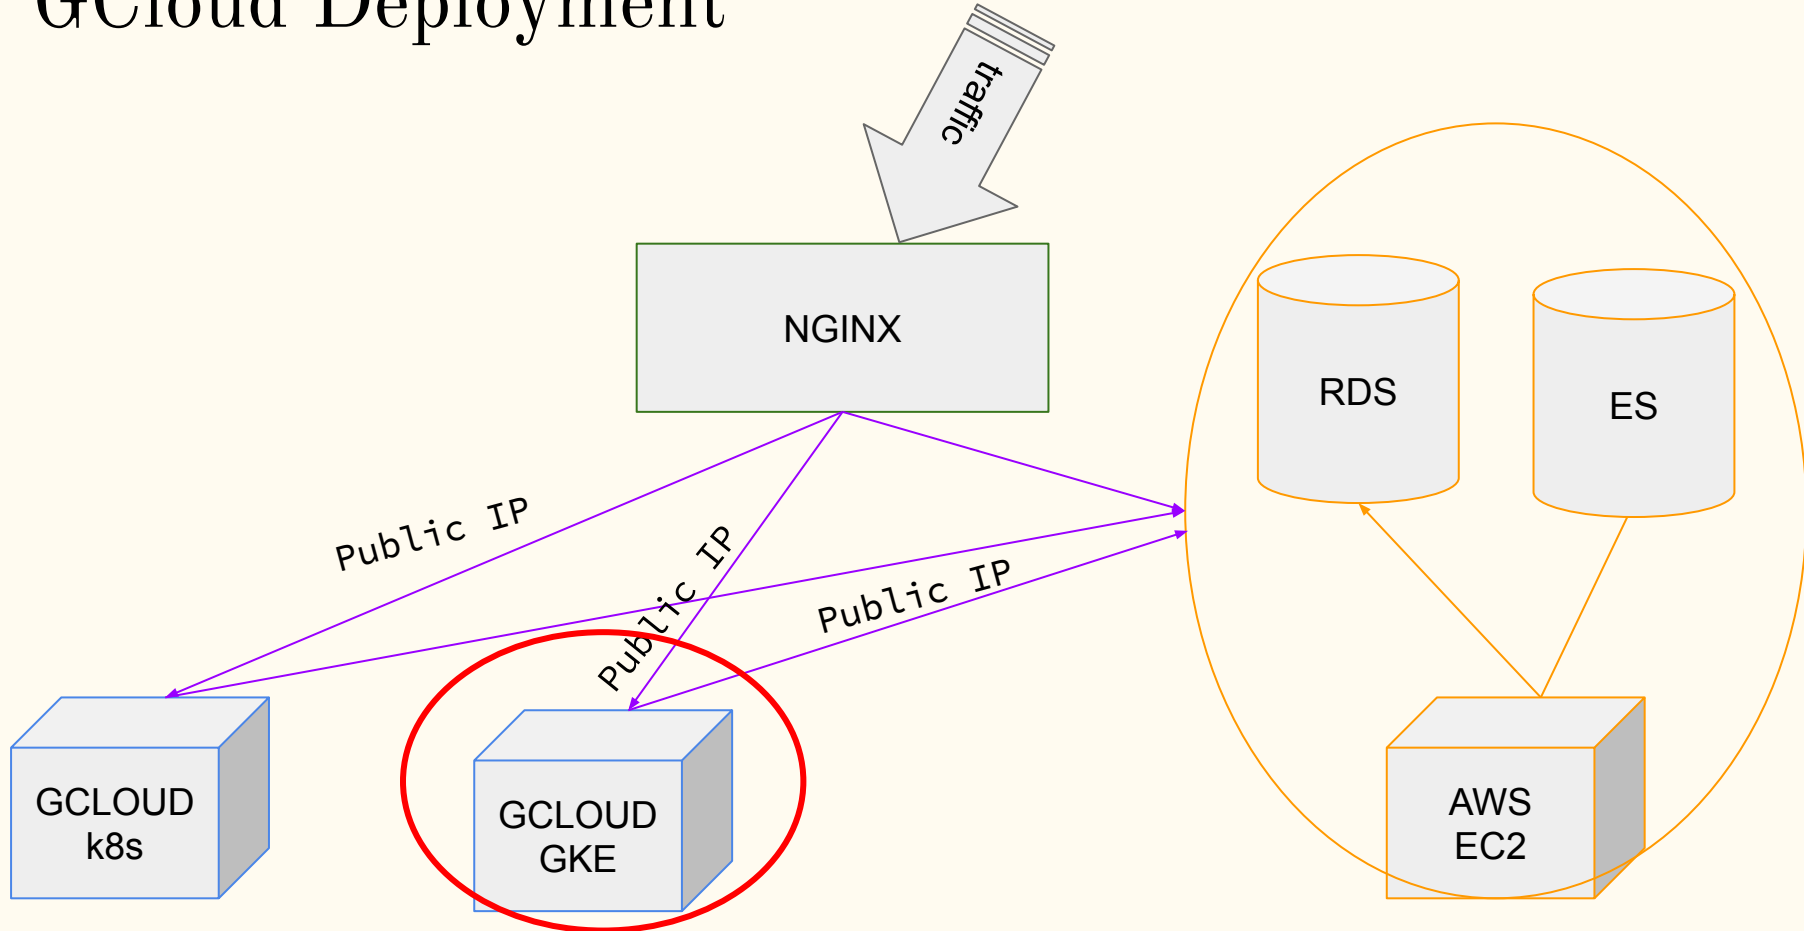 GCloud Deployment
traffic
NGINX
RDS
ES
Public IP
Public IP
Public IP
GCLOUD
k8s
GCLOUD
GKE
AWS
EC2